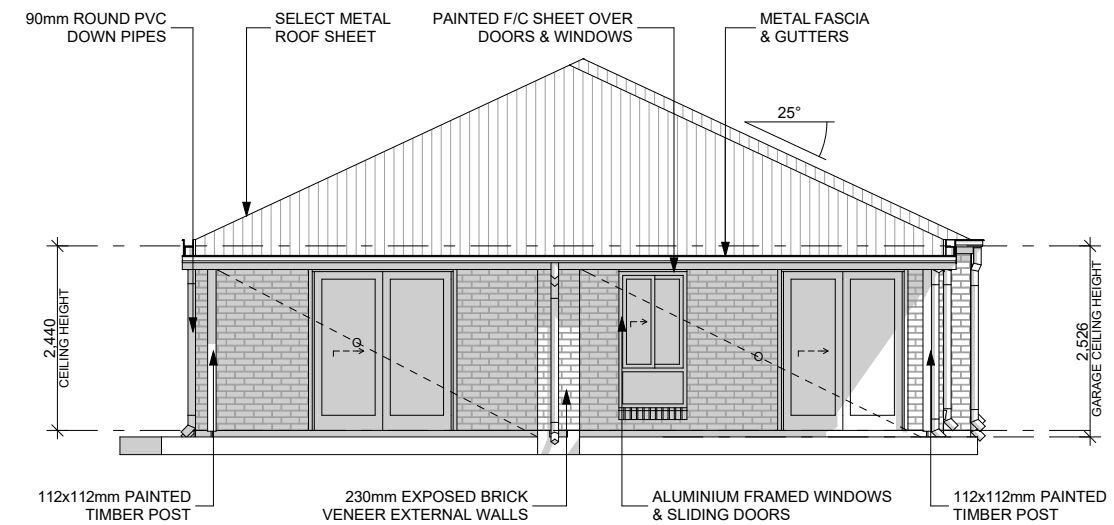 90mm ROUND PVC
DOWN PIPES
SELECT METAL
ROOF SHEET
PAINTED F/C SHEET OVER
DOORS & WINDOWS
METAL FASCIA
& GUTTERS
25°
2,440
CEILING HEIGHT
O
O
2,526
GARAGE CEILING HEIGHT
112x112mm PAINTED
TIMBER POST
230mm EXPOSED BRICK
VENEER EXTERNAL WALLS
ALUMINIUM FRAMED WINDOWS
& SLIDING DOORS
112x112mm PAINTED
TIMBER POST